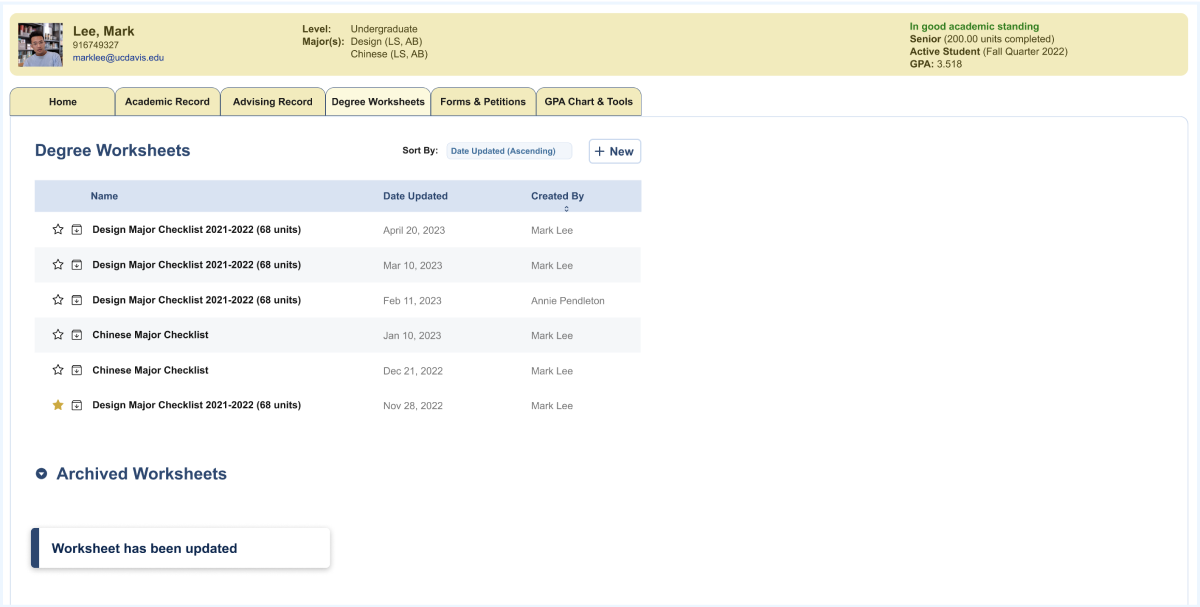 Lee, Mark
916749327
marklee@ucdavis.edu
Level: Undergraduate
Major(s): Design (LS, AB)
Chinese (LS, AB)
In good academic standing
Senior (200.00 units completed)
Active Student (Fall Quarter 2022)
GPA: 3.518
Home Academic Record Advising Record Degree Worksheets Forms & Petitions GPA Chart & Tools
Degree Worksheets Sort By: Date Updated (Ascending) + New
Name Date Updated Created By
Design Major Checklist 2021-2022 (68 units) April 20, 2023 Mark Lee
Design Major Checklist 2021-2022 (68 units) Mar 10, 2023 Mark Lee
Design Major Checklist 2021-2022 (68 units) Feb 11, 2023 Annie Pendleton
Chinese Major Checklist Jan 10, 2023 Mark Lee
Chinese Major Checklist Dec 21, 2022 Mark Lee
Design Major Checklist 2021-2022 (68 units) Nov 28, 2022 Mark Lee
Archived Worksheets
Worksheet has been updated